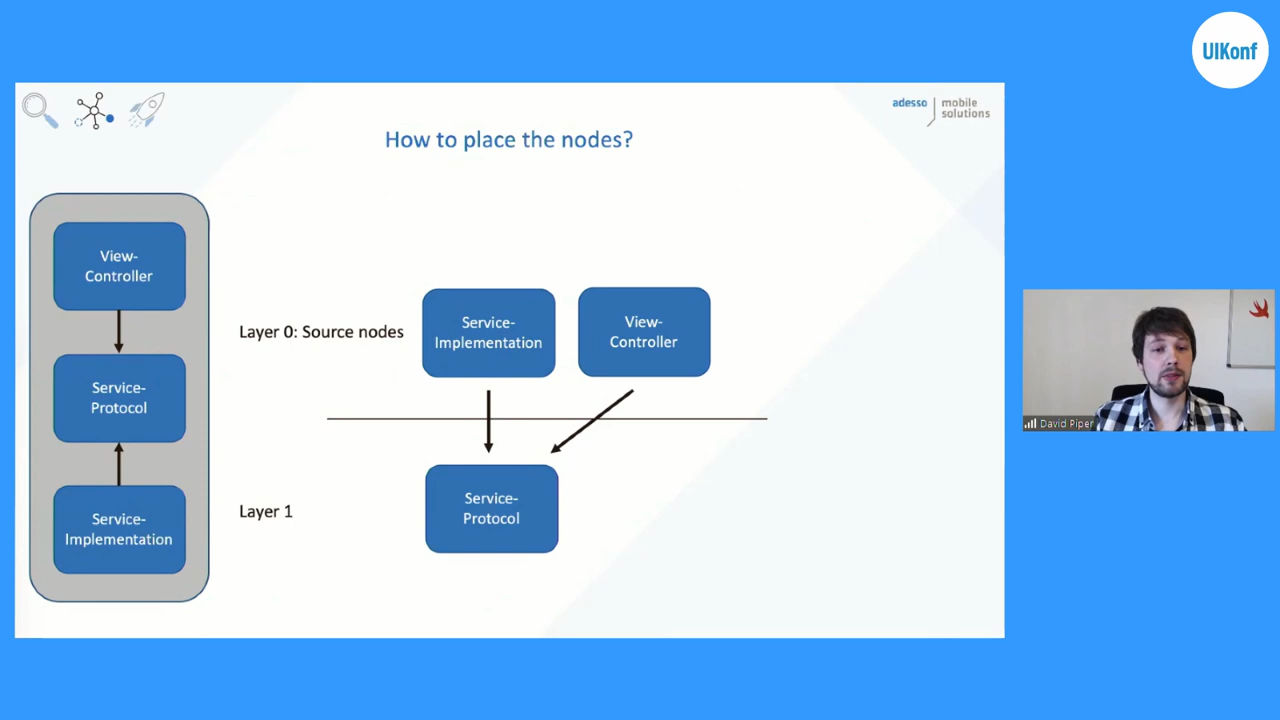 UIKonf
adesso
mobile
solutions
How to place the nodes?
View-
Controller
Service-
Protocol
Service-
Implementation
Layer 0: Source nodes
Service-
Implementation
View-
Controller
Layer 1
Service-
Protocol
David Piper